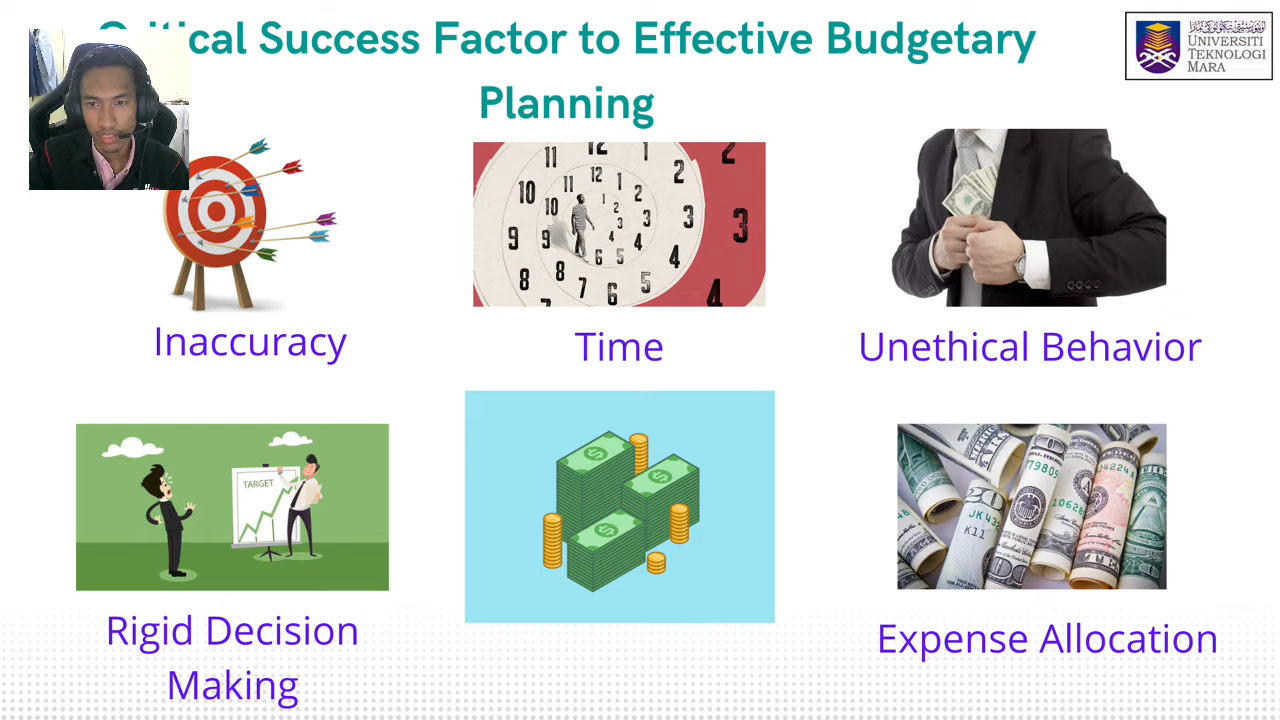 Critical Success Factor to Effective Budgetary
Planning
UNIVERSITI
TEKNOLOGI
MARA
Inaccuracy
Time
Unethical Behavior
TARGET
Rigid Decision
Making
Expense Allocation